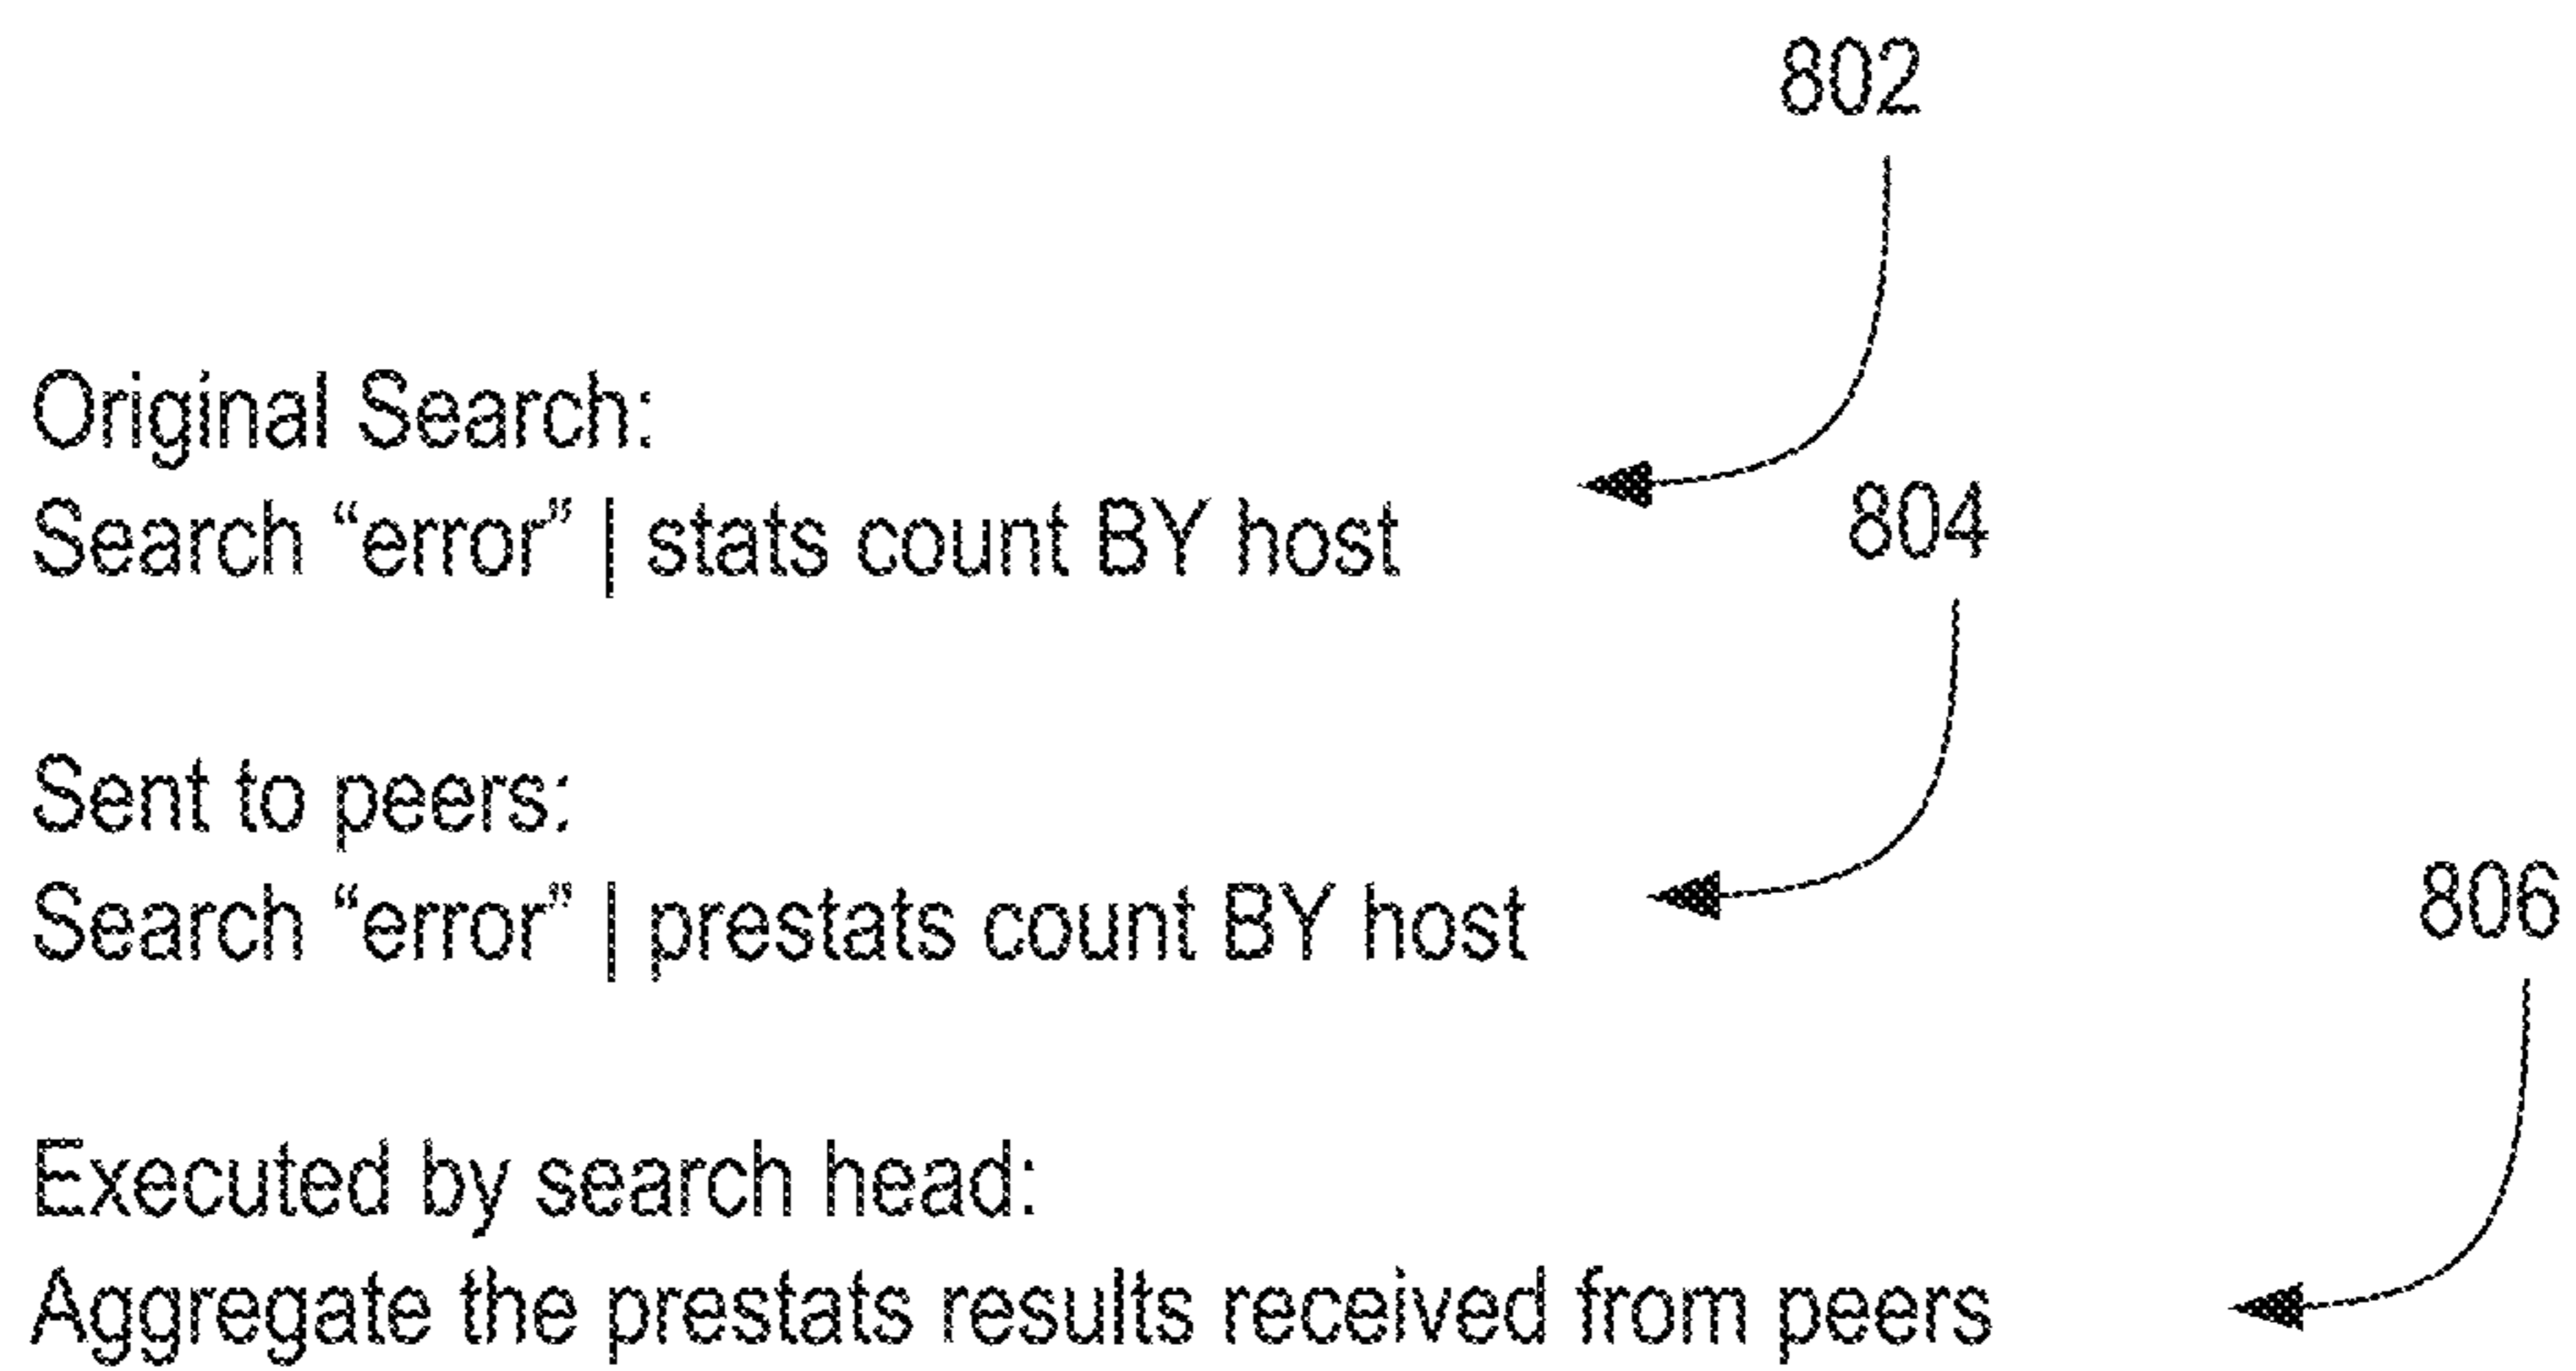 802
Original Search:
Search “error” | stats count BY host
804
Sent to peers:
Search “error” | prestats count BY host
806
Executed by search head:
Aggregate the prestats results received from peers